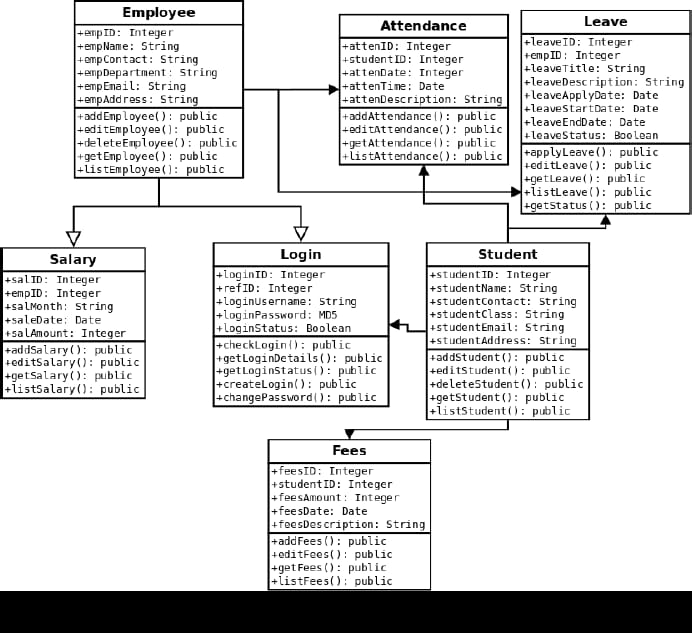 Employee
+empID: Integer
+empName: String
+empContact: String
+empDepartment: String
+empEmail: String
+empAddress: String
+addEmployee(): public
+editEmployee(): public
+deleteEmployee(): public
+getEmployee(): public
+listEmployee(): public
Attendance
+attenID: Integer
+studentID: Integer
+attenDate: Integer
+attenTime: Date
+attenDescription: String
+addAttendance(): public
+editAttendance(): public
+getAttendance(): public
+listAttendance(): public
Leave
+leaveID: Integer
+empID: Integer
+leaveTitle: String
+leaveDescription: String
+leaveApplyDate: Date
+leaveStartDate: Date
+leaveEndDate: Date
+leaveStatus: Boolean
+applyLeave(): public
+editLeave(): public
+getLeave(): public
+listLeave(): public
+getStatus(): public
Salary
+salID: Integer
+empID: Integer
+salMonth: String
+saleDate: Date
+salAmount: Integer
+addSalary(): public
+editSalary(): public
+getSalary(): public
+listSalary(): public
Login
+loginID: Integer
+refID: Integer
+loginUsername: String
+loginPassword: MD5
+loginStatus: Boolean
+checkLogin(): public
+getLoginDetails(): public
+getLoginStatus(): public
+createLogin(): public
+changePassword(): public
Student
+studentID: Integer
+studentName: String
+studentContact: String
+studentClass: String
+studentEmail: String
+studentAddress: String
+addStudent(): public
+editStudent(): public
+deleteStudent(): public
+getStudent(): public
+listStudent(): public
Fees
+feesID: Integer
+studentID: Integer
+feesAmount: Integer
+feesDate: Date
+feesDescription: String
+addFees(): public
+editFees(): public
+getFees(): public
+listFees(): public